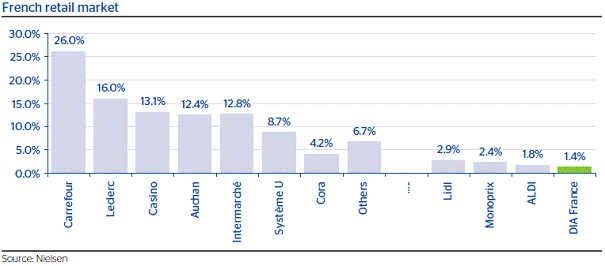 French retail market
30.0%
25.0%
20.0%
15.0%
10.0%
5.0%
0.0%
26.0%
16.0%
13.1%
12.4%
12.8%
8.7%
4.2%
6.7%
2.9%
2.4%
1.8%
1.4%
Carrefour
Leclerc
Casino
Auchan
Intermarché
Système U
Cora
Others
....
Lidl
Monoprix
ALDI
DIA France
Source: Nielsen